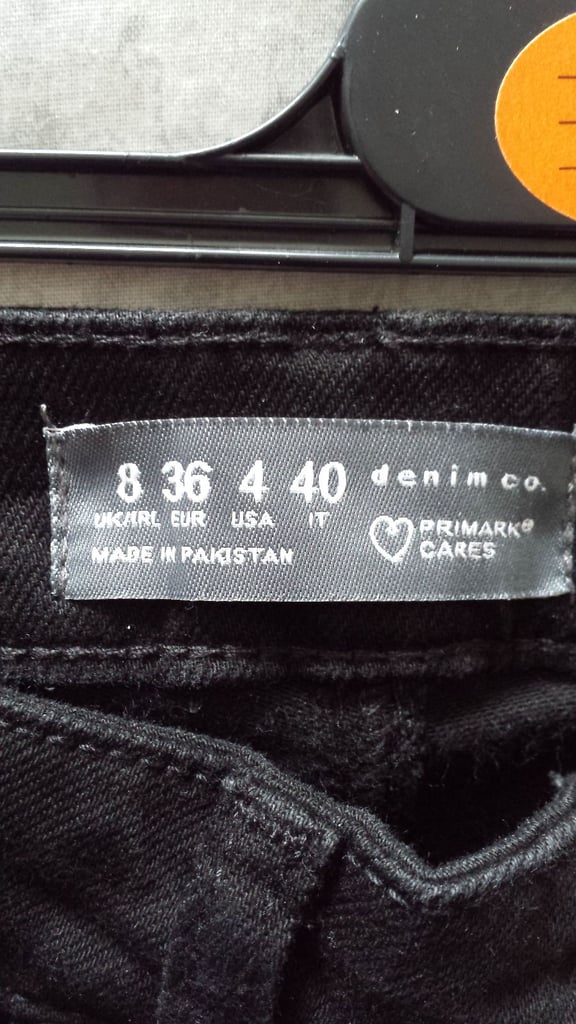 8 36 4 40 denim co.
UK/IRL EUR USA IT
MADE IN PAKISTAN
PRIMARK®
CARES